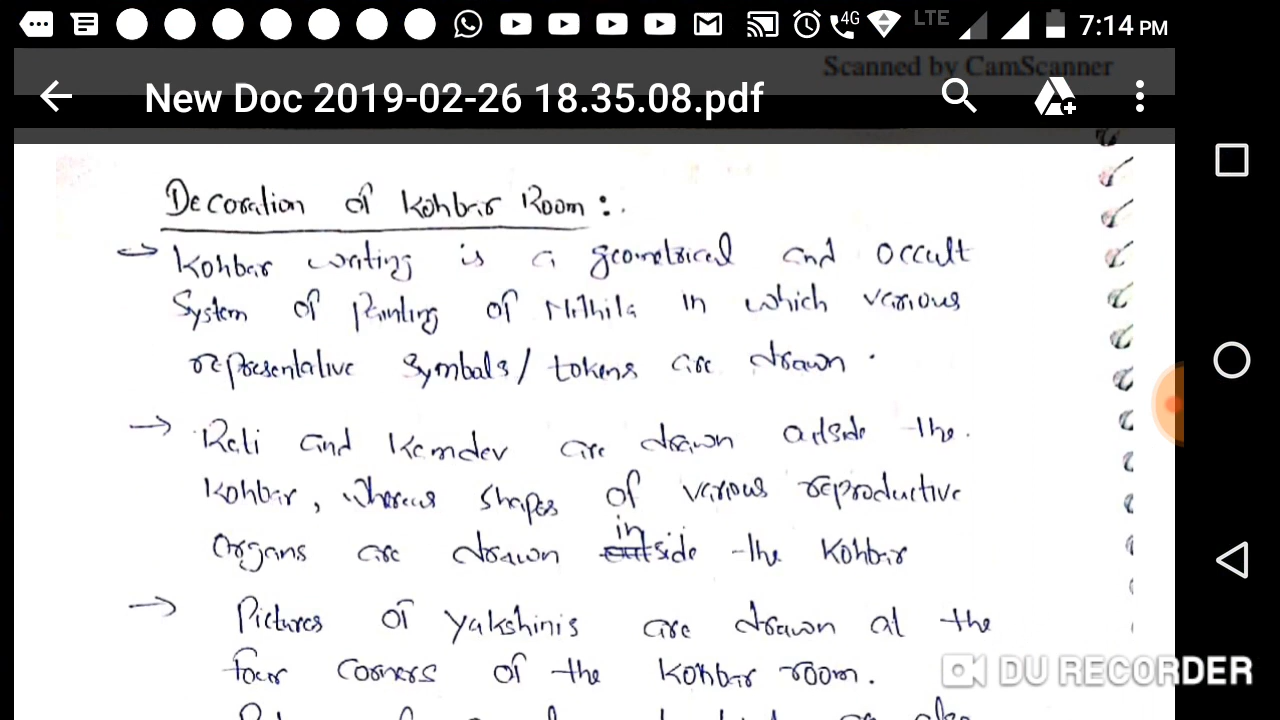 LTE
4G
7:14 PM
Scanned by CamScanner
New Doc 2019-02-26 18.35.08.pdf
Decoration of Kohbar Room:.
Kohbar writing is a geometrical and occult
System of Painting of Mithila in which various
representative symbols/ tokens are drawn.
Rati and Kamdev are drawn outside the.
Kohbar, whereas shapes of various reproductive
Organs are drawn inside the Kohbar
Pictures of Yakshinis are drawn at the
four corners of the Kohbar room.
DU RECORDER